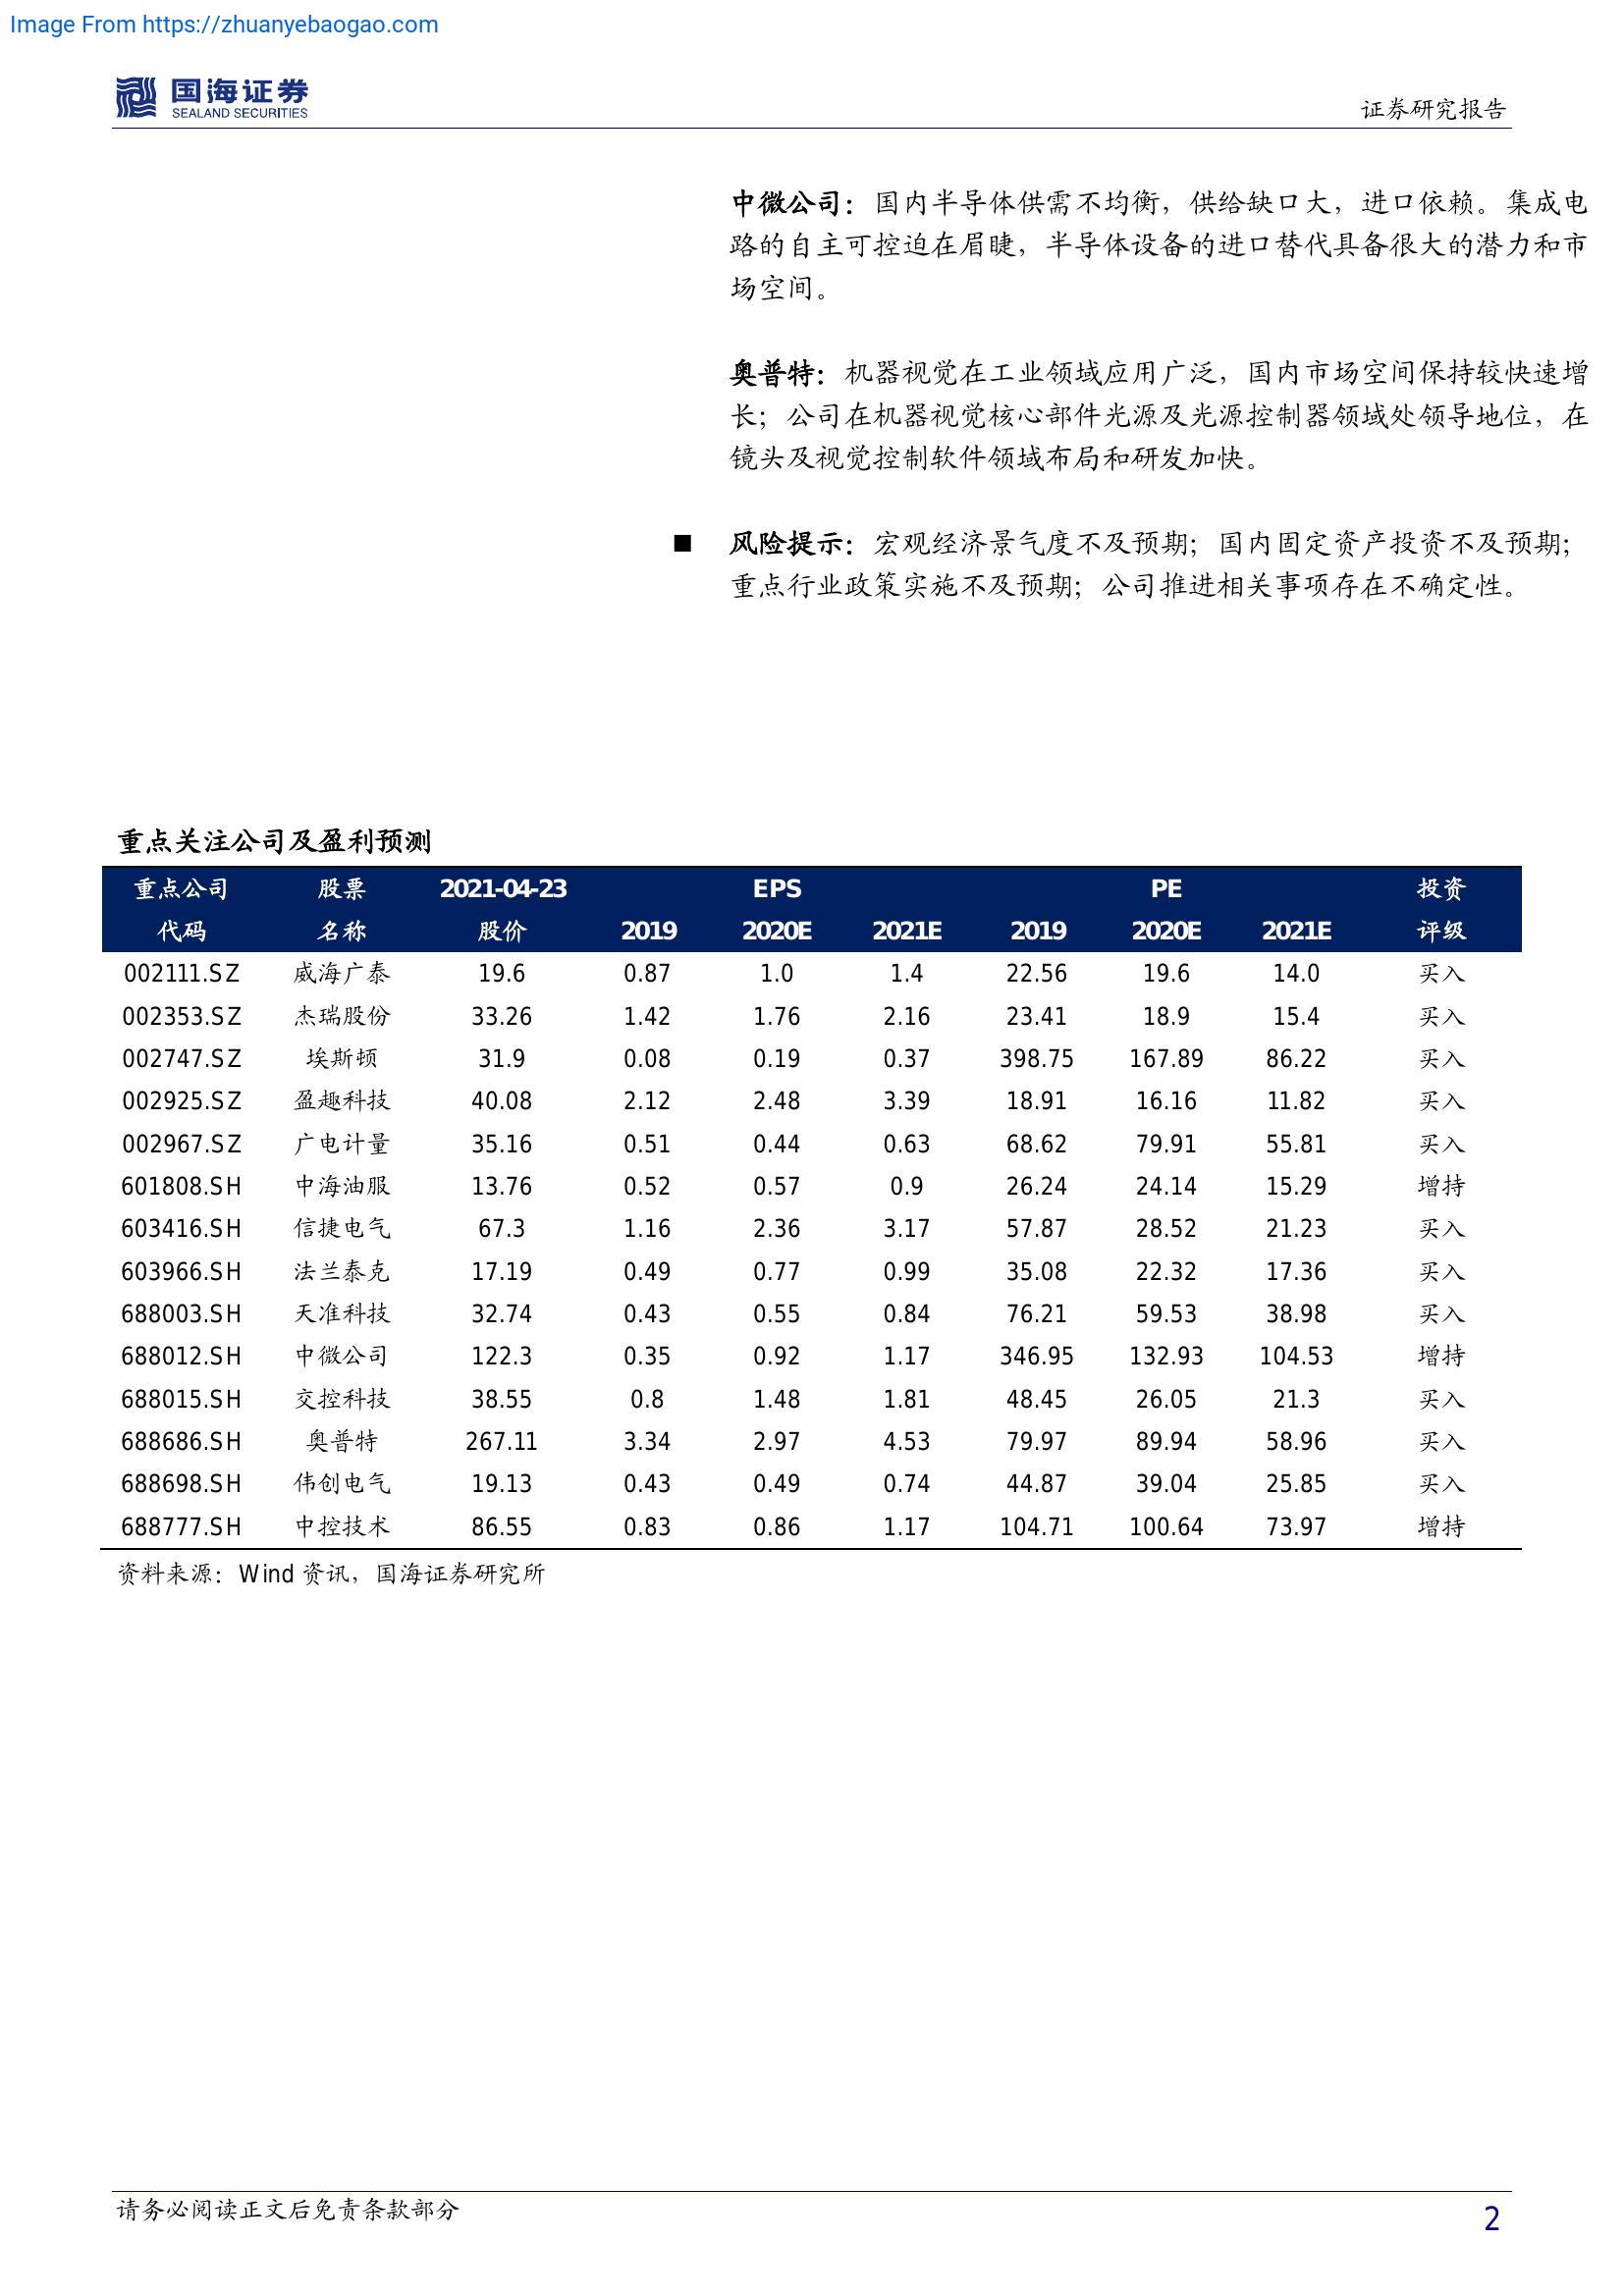 Image From https://zhuanyebaogao.com
国海证券
SEALAND SECURITIES
证券研究报告
中微公司：国内半导体供需不均衡，供给缺口大，进口依赖。集成电
路的自主可控迫在眉睫，半导体设备的进口替代具备很大的潜力和市
场空间。
奥普特：机器视觉在工业领域应用广泛，国内市场空间保持较快速增
长；公司在机器视觉核心部件光源及光源控制器领域处领导地位，在
镜头及视觉控制软件领域布局和研发加快。
■ 风险提示：宏观经济景气度不及预期；国内固定资产投资不及预期；
重点行业政策实施不及预期；公司推进相关事项存在不确定性。
重点关注公司及盈利预测
重点公司 股票 2021-04-23 EPS PE 投资
代码 名称 股价 2019 2020E 2021E 2019 2020E 2021E 评级
002111.SZ 威海广泰 19.6 0.87 1.0 1.4 22.56 19.6 14.0 买入
002353.SZ 杰瑞股份 33.26 1.42 1.76 2.16 23.41 18.9 15.4 买入
002747.SZ 埃斯顿 31.9 0.08 0.19 0.37 398.75 167.89 86.22 买入
002925.SZ 盈趣科技 40.08 2.12 2.48 3.39 18.91 16.16 11.82 买入
002967.SZ 广电计量 35.16 0.51 0.44 0.63 68.62 79.91 55.81 买入
601808.SH 中海油服 13.76 0.52 0.57 0.9 26.24 24.14 15.29 增持
603416.SH 信捷电气 67.3 1.16 2.36 3.17 57.87 28.52 21.23 买入
603966.SH 法兰泰克 17.19 0.49 0.77 0.99 35.08 22.32 17.36 买入
688003.SH 天准科技 32.74 0.43 0.55 0.84 76.21 59.53 38.98 买入
688012.SH 中微公司 122.3 0.35 0.92 1.17 346.95 132.93 104.53 增持
688015.SH 交控科技 38.55 0.8 1.48 1.81 48.45 26.05 21.3 买入
688686.SH 奥普特 267.11 3.34 2.97 4.53 79.97 89.94 58.96 买入
688698.SH 伟创电气 19.13 0.43 0.49 0.74 44.87 39.04 25.85 买入
688777.SH 中控技术 86.55 0.83 0.86 1.17 104.71 100.64 73.97 增持
资料来源：Wind 资讯，国海证券研究所
请务必阅读正文后免责条款部分
2